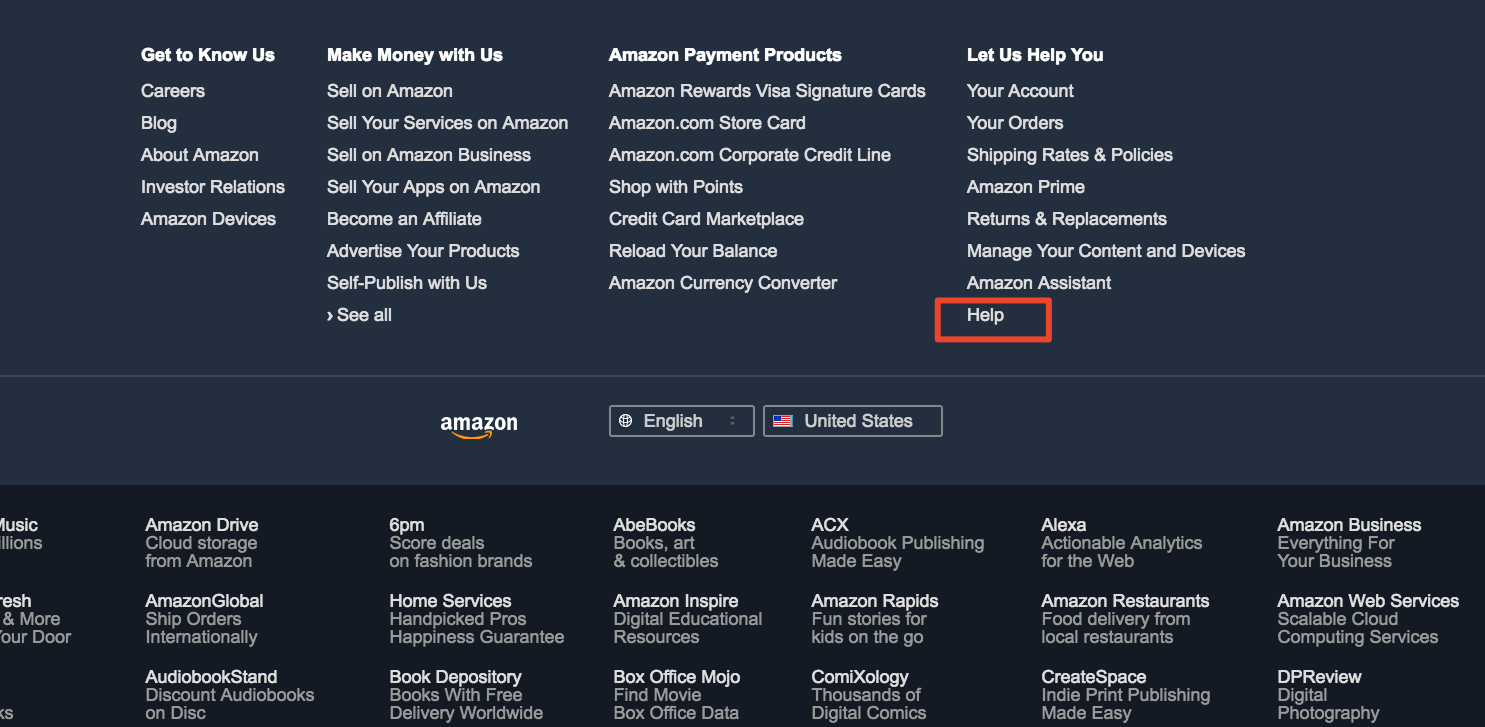 Get to Know Us
Careers
Blog
About Amazon
Investor Relations
Amazon Devices
Make Money with Us
Sell on Amazon
Sell Your Services on Amazon
Sell on Amazon Business
Sell Your Apps on Amazon
Become an Affiliate
Advertise Your Products
Self-Publish with Us
› See all
Amazon Payment Products
Amazon Rewards Visa Signature Cards
Amazon.com Store Card
Amazon.com Corporate Credit Line
Shop with Points
Credit Card Marketplace
Reload Your Balance
Amazon Currency Converter
Let Us Help You
Your Account
Your Orders
Shipping Rates & Policies
Amazon Prime
Returns & Replacements
Manage Your Content and Devices
Amazon Assistant
Help
amazon
English
United States
Music
& More
Your Door
Amazon Drive
Cloud storage
from Amazon
6pm
Score deals
on fashion brands
AbeBooks
Books, art
& collectibles
ACX
Audiobook Publishing
Made Easy
Alexa
Actionable Analytics
for the Web
Amazon Business
Everything For
Your Business
AmazonGlobal
Ship Orders
Internationally
Home Services
Handpicked Pros
Happiness Guarantee
Amazon Inspire
Digital Educational
Resources
Amazon Rapids
Fun stories for
kids on the go
Amazon Restaurants
Food delivery from
local restaurants
Amazon Web Services
Scalable Cloud
Computing Services
AudiobookStand
Discount Audiobooks
on Disc
Book Depository
Books With Free
Delivery Worldwide
Box Office Mojo
Find Movie
Box Office Data
ComiXology
Thousands of
Digital Comics
CreateSpace
Indie Print Publishing
Made Easy
DPReview
Digital
Photography